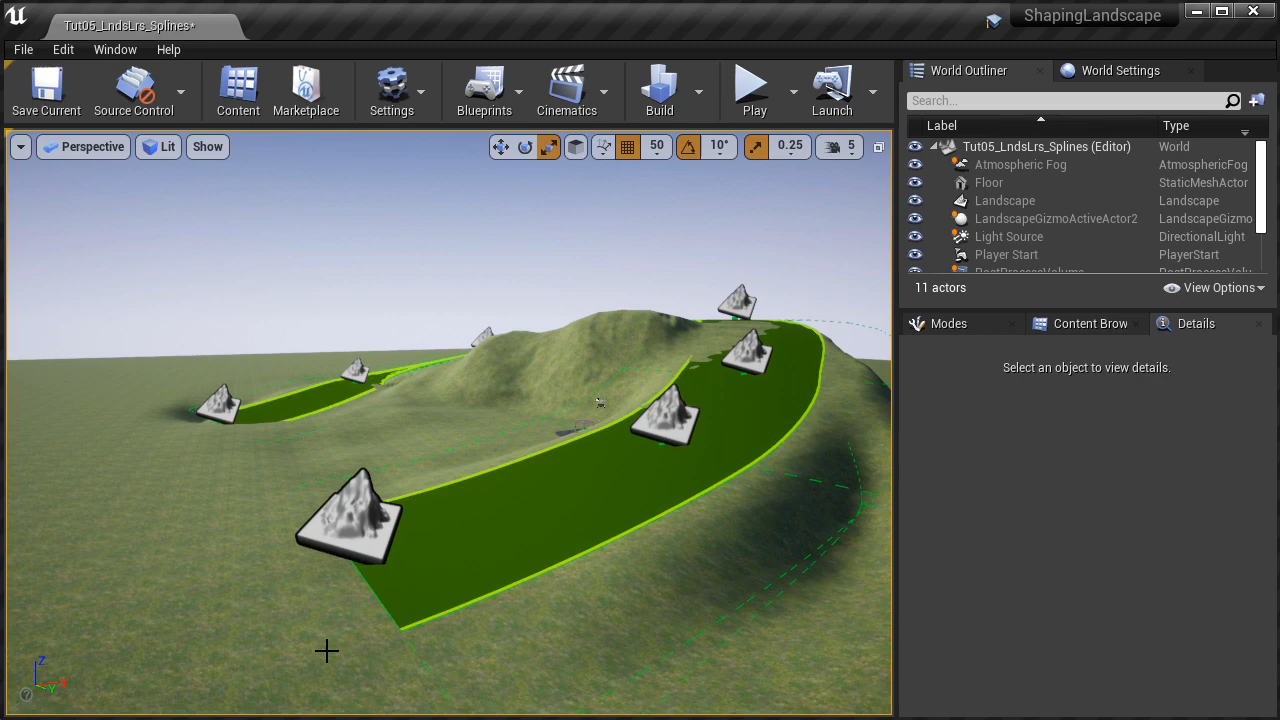 Tut05_LndsLrs_Splines*
ShapingLandscape
File Edit Window Help
Save Current Source Control Content Marketplace Settings Blueprints Cinematics Build Play Launch
Perspective Lit Show 50 10° 0.25 5
Z
X
Y
?
World Outliner World Settings
Search...
Label Type
Tut05_LndsLrs_Splines (Editor) World
Atmospheric Fog AtmosphericFog
Floor StaticMeshActor
Landscape Landscape
LandscapeGizmoActiveActor2 LandscapeGizmo
Light Source DirectionalLight
Player Start PlayerStart
PostProcessVolume PostProcessVolu
11 actors View Options
Modes Content Brow Details
Select an object to view details.